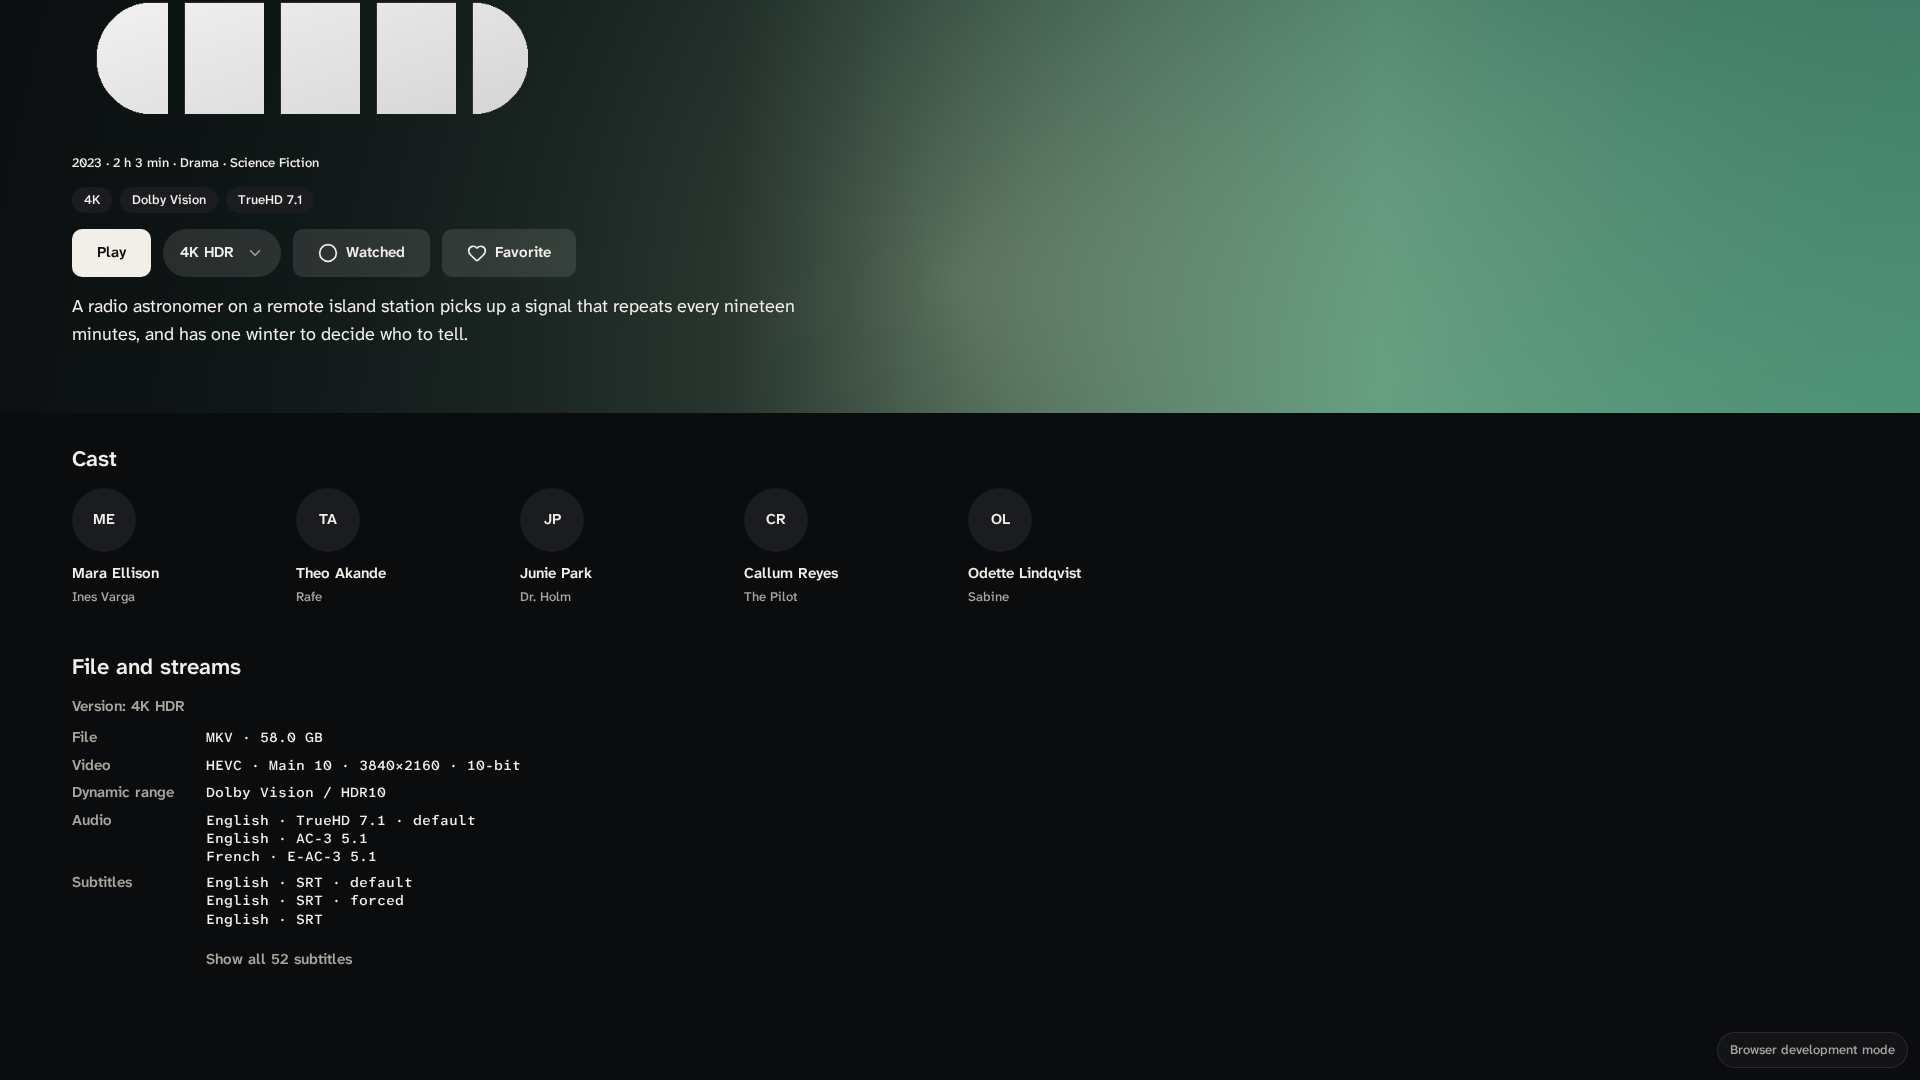 2023 · 2 h 3 min · Drama · Science Fiction
4K Dolby Vision TrueHD 7.1
Play 4K HDR Watched Favorite
A radio astronomer on a remote island station picks up a signal that repeats every nineteen
minutes, and has one winter to decide who to tell.
Cast
ME TA JP CR OL
Mara Ellison Theo Akande Junie Park Callum Reyes Odette Lindqvist
Ines Varga Rafe Dr. Holm The Pilot Sabine
File and streams
Version: 4K HDR
File MKV · 58.0 GB
Video HEVC · Main 10 · 3840×2160 · 10-bit
Dynamic range Dolby Vision / HDR10
Audio English · TrueHD 7.1 · default
English · AC-3 5.1
French · E-AC-3 5.1
Subtitles English · SRT · default
English · SRT · forced
English · SRT
Show all 52 subtitles
Browser development mode